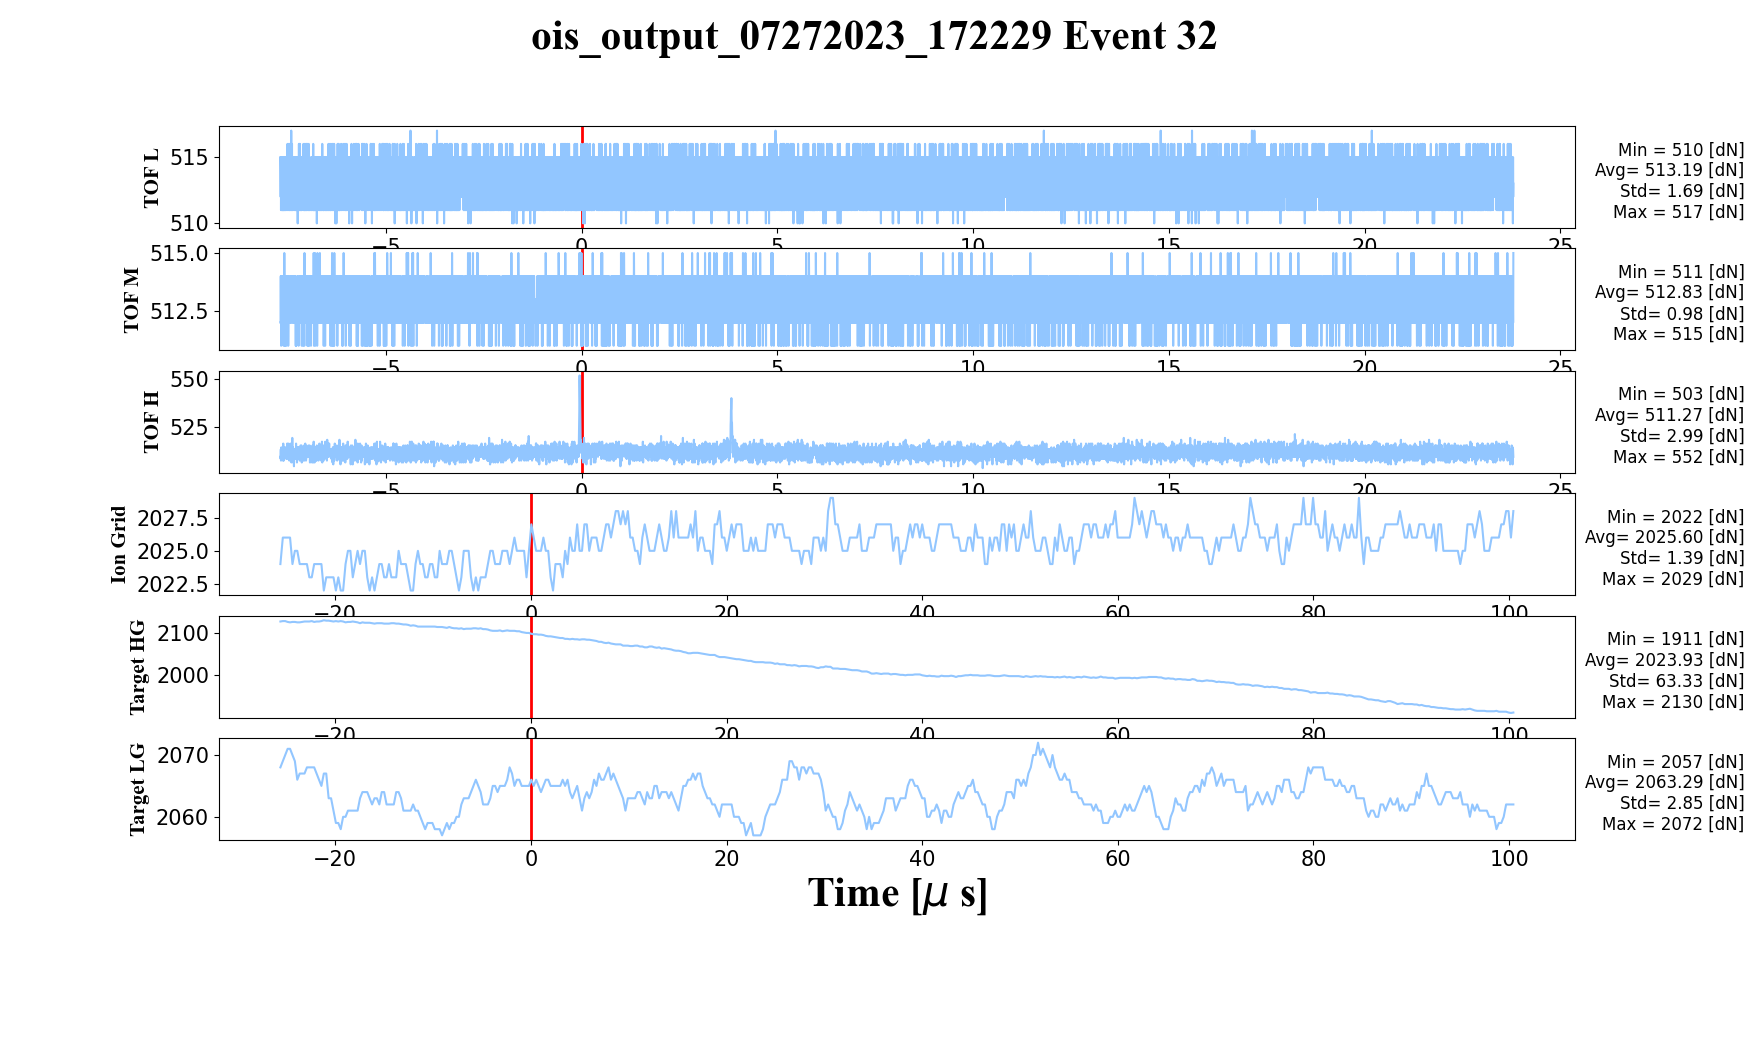 ois_output_07272023_172229 Event 32
TOF L
515
510
Min = 510 [dN]
Avg= 513.19 [dN]
Std= 1.69 [dN]
Max = 517 [dN]
−5 0 5 10 15 20 25
TOF M
515.0
512.5
Min = 511 [dN]
Avg= 512.83 [dN]
Std= 0.98 [dN]
Max = 515 [dN]
−5 0 5 10 15 20 25
TOF H
550
525
Min = 503 [dN]
Avg= 511.27 [dN]
Std= 2.99 [dN]
Max = 552 [dN]
−5 0 5 10 15 20 25
Ion Grid
2027.5
2025.0
2022.5
Min = 2022 [dN]
Avg= 2025.60 [dN]
Std= 1.39 [dN]
Max = 2029 [dN]
−20 0 20 40 60 80 100
Target HG
2100
2000
Min = 1911 [dN]
Avg= 2023.93 [dN]
Std= 63.33 [dN]
Max = 2130 [dN]
−20 0 20 40 60 80 100
Target LG
2070
2060
Min = 2057 [dN]
Avg= 2063.29 [dN]
Std= 2.85 [dN]
Max = 2072 [dN]
−20 0 20 40 60 80 100
Time [μ s]